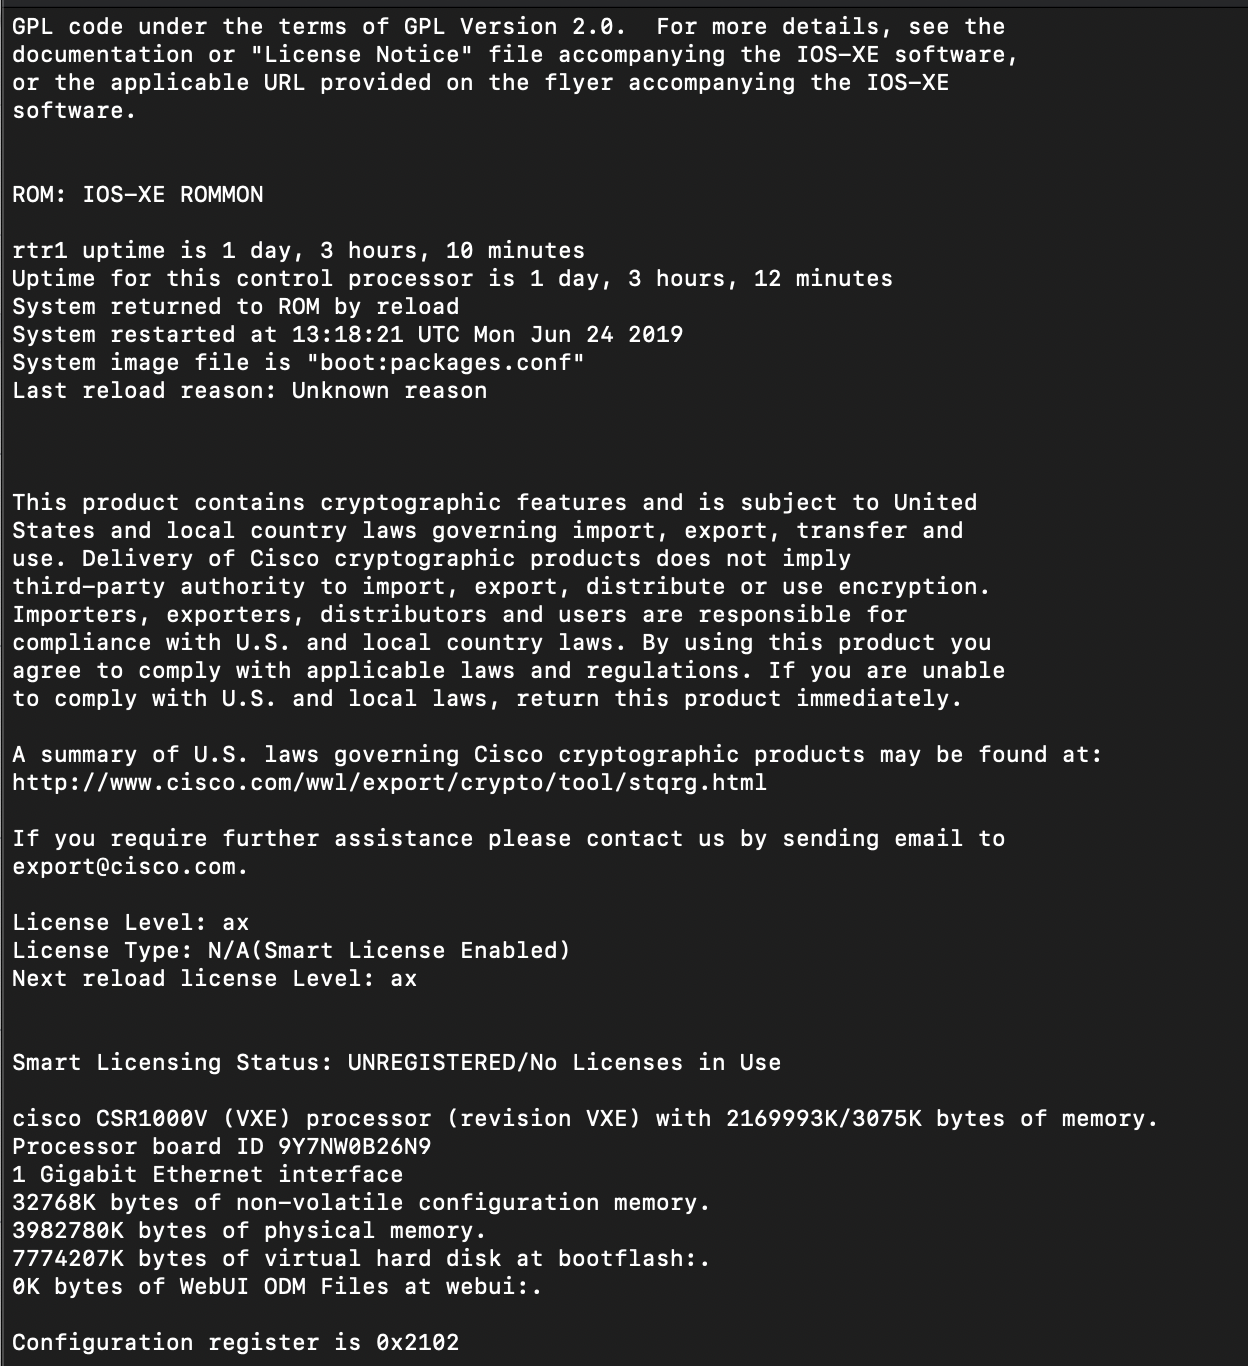 GPL code under the terms of GPL Version 2.0.  For more details, see the
documentation or "License Notice" file accompanying the IOS-XE software,
or the applicable URL provided on the flyer accompanying the IOS-XE
software.
ROM: IOS-XE ROMMON
rtr1 uptime is 1 day, 3 hours, 10 minutes
Uptime for this control processor is 1 day, 3 hours, 12 minutes
System returned to ROM by reload
System restarted at 13:18:21 UTC Mon Jun 24 2019
System image file is "boot:packages.conf"
Last reload reason: Unknown reason
This product contains cryptographic features and is subject to United
States and local country laws governing import, export, transfer and
use. Delivery of Cisco cryptographic products does not imply
third-party authority to import, export, distribute or use encryption.
Importers, exporters, distributors and users are responsible for
compliance with U.S. and local country laws. By using this product you
agree to comply with applicable laws and regulations. If you are unable
to comply with U.S. and local laws, return this product immediately.
A summary of U.S. laws governing Cisco cryptographic products may be found at:
http://www.cisco.com/wwl/export/crypto/tool/stqrg.html
If you require further assistance please contact us by sending email to
export@cisco.com.
License Level: ax
License Type: N/A(Smart License Enabled)
Next reload license Level: ax
Smart Licensing Status: UNREGISTERED/No Licenses in Use
cisco CSR1000V (VXE) processor (revision VXE) with 2169993K/3075K bytes of memory.
Processor board ID 9Y7NW0B26N9
1 Gigabit Ethernet interface
32768K bytes of non-volatile configuration memory.
3982780K bytes of physical memory.
7774207K bytes of virtual hard disk at bootflash:.
0K bytes of WebUI ODM Files at webui:.
Configuration register is 0x2102